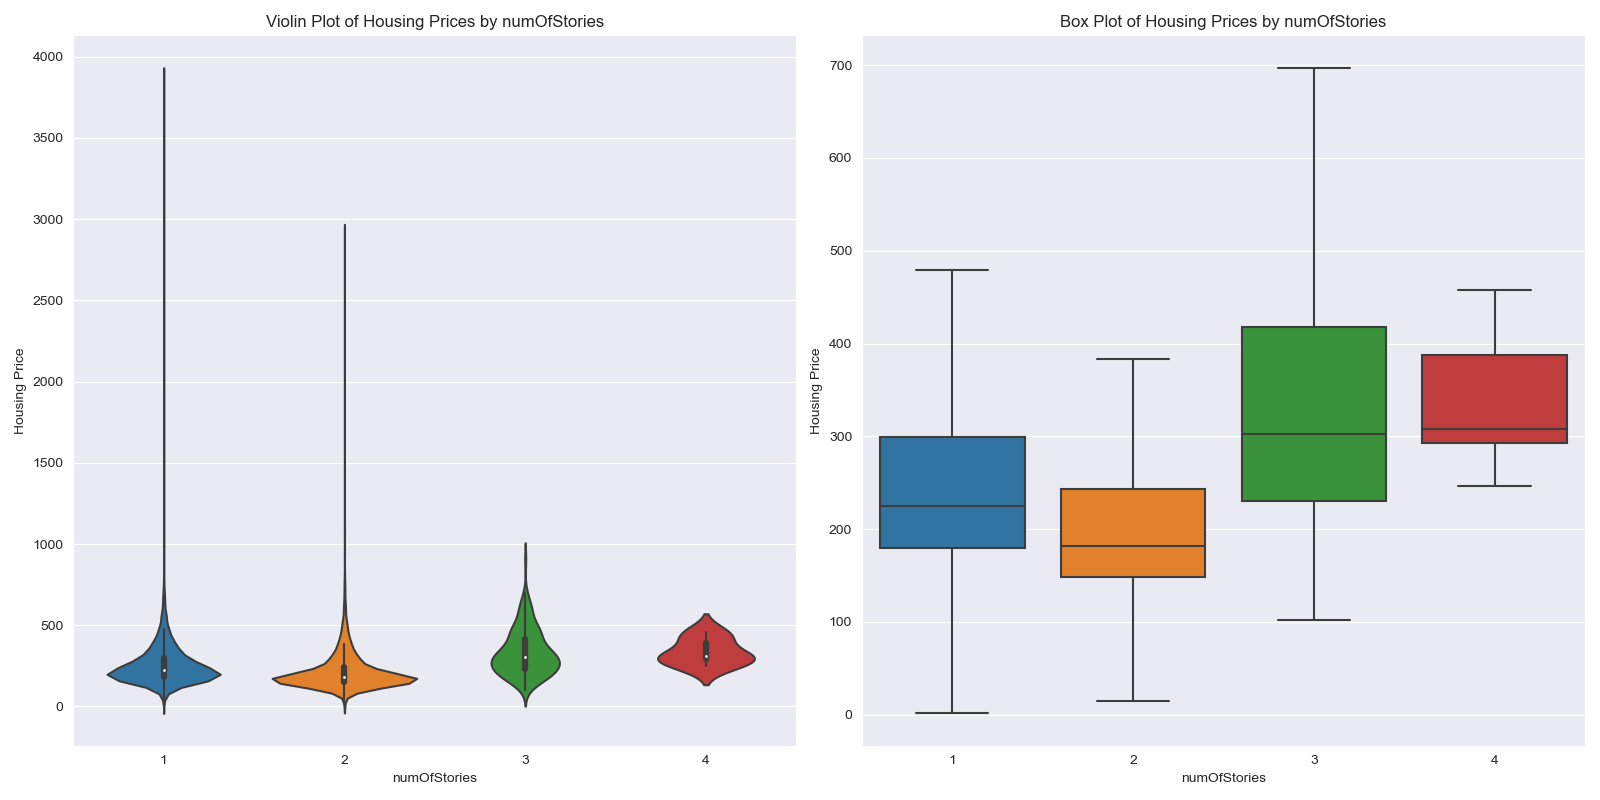 Violin Plot of Housing Prices by numOfStories
4000
3500
3000
2500
2000
1500
1000
500
0
Housing Price
1 2 3 4
numOfStories
Box Plot of Housing Prices by numOfStories
700
600
500
400
300
200
100
0
Housing Price
1 2 3 4
numOfStories